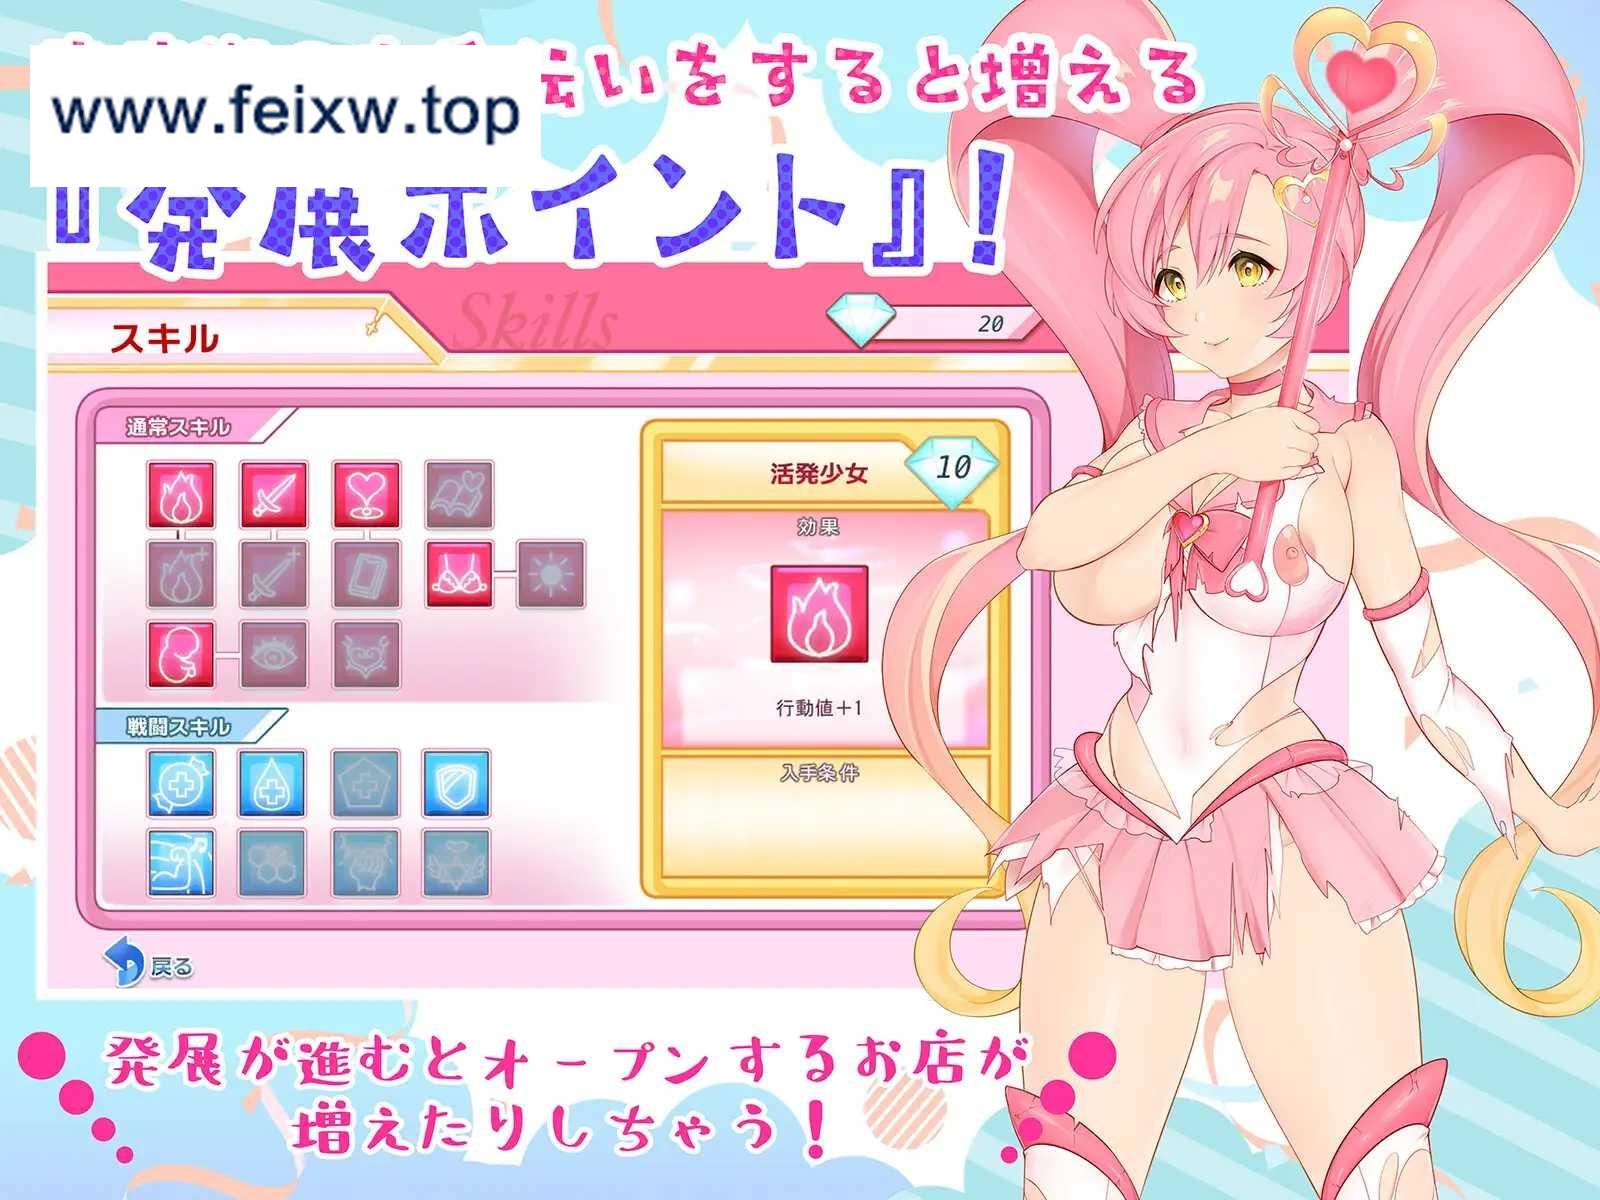 伝いをすると増える
www.feixw.top
『発展ポイント』!
Skills
スキル
20
通常スキル
活発少女
10
効果
行動値+1
戦闘スキル
入手条件
戻る
発展が進むとオープンするお店が
増えたりしちゃう!